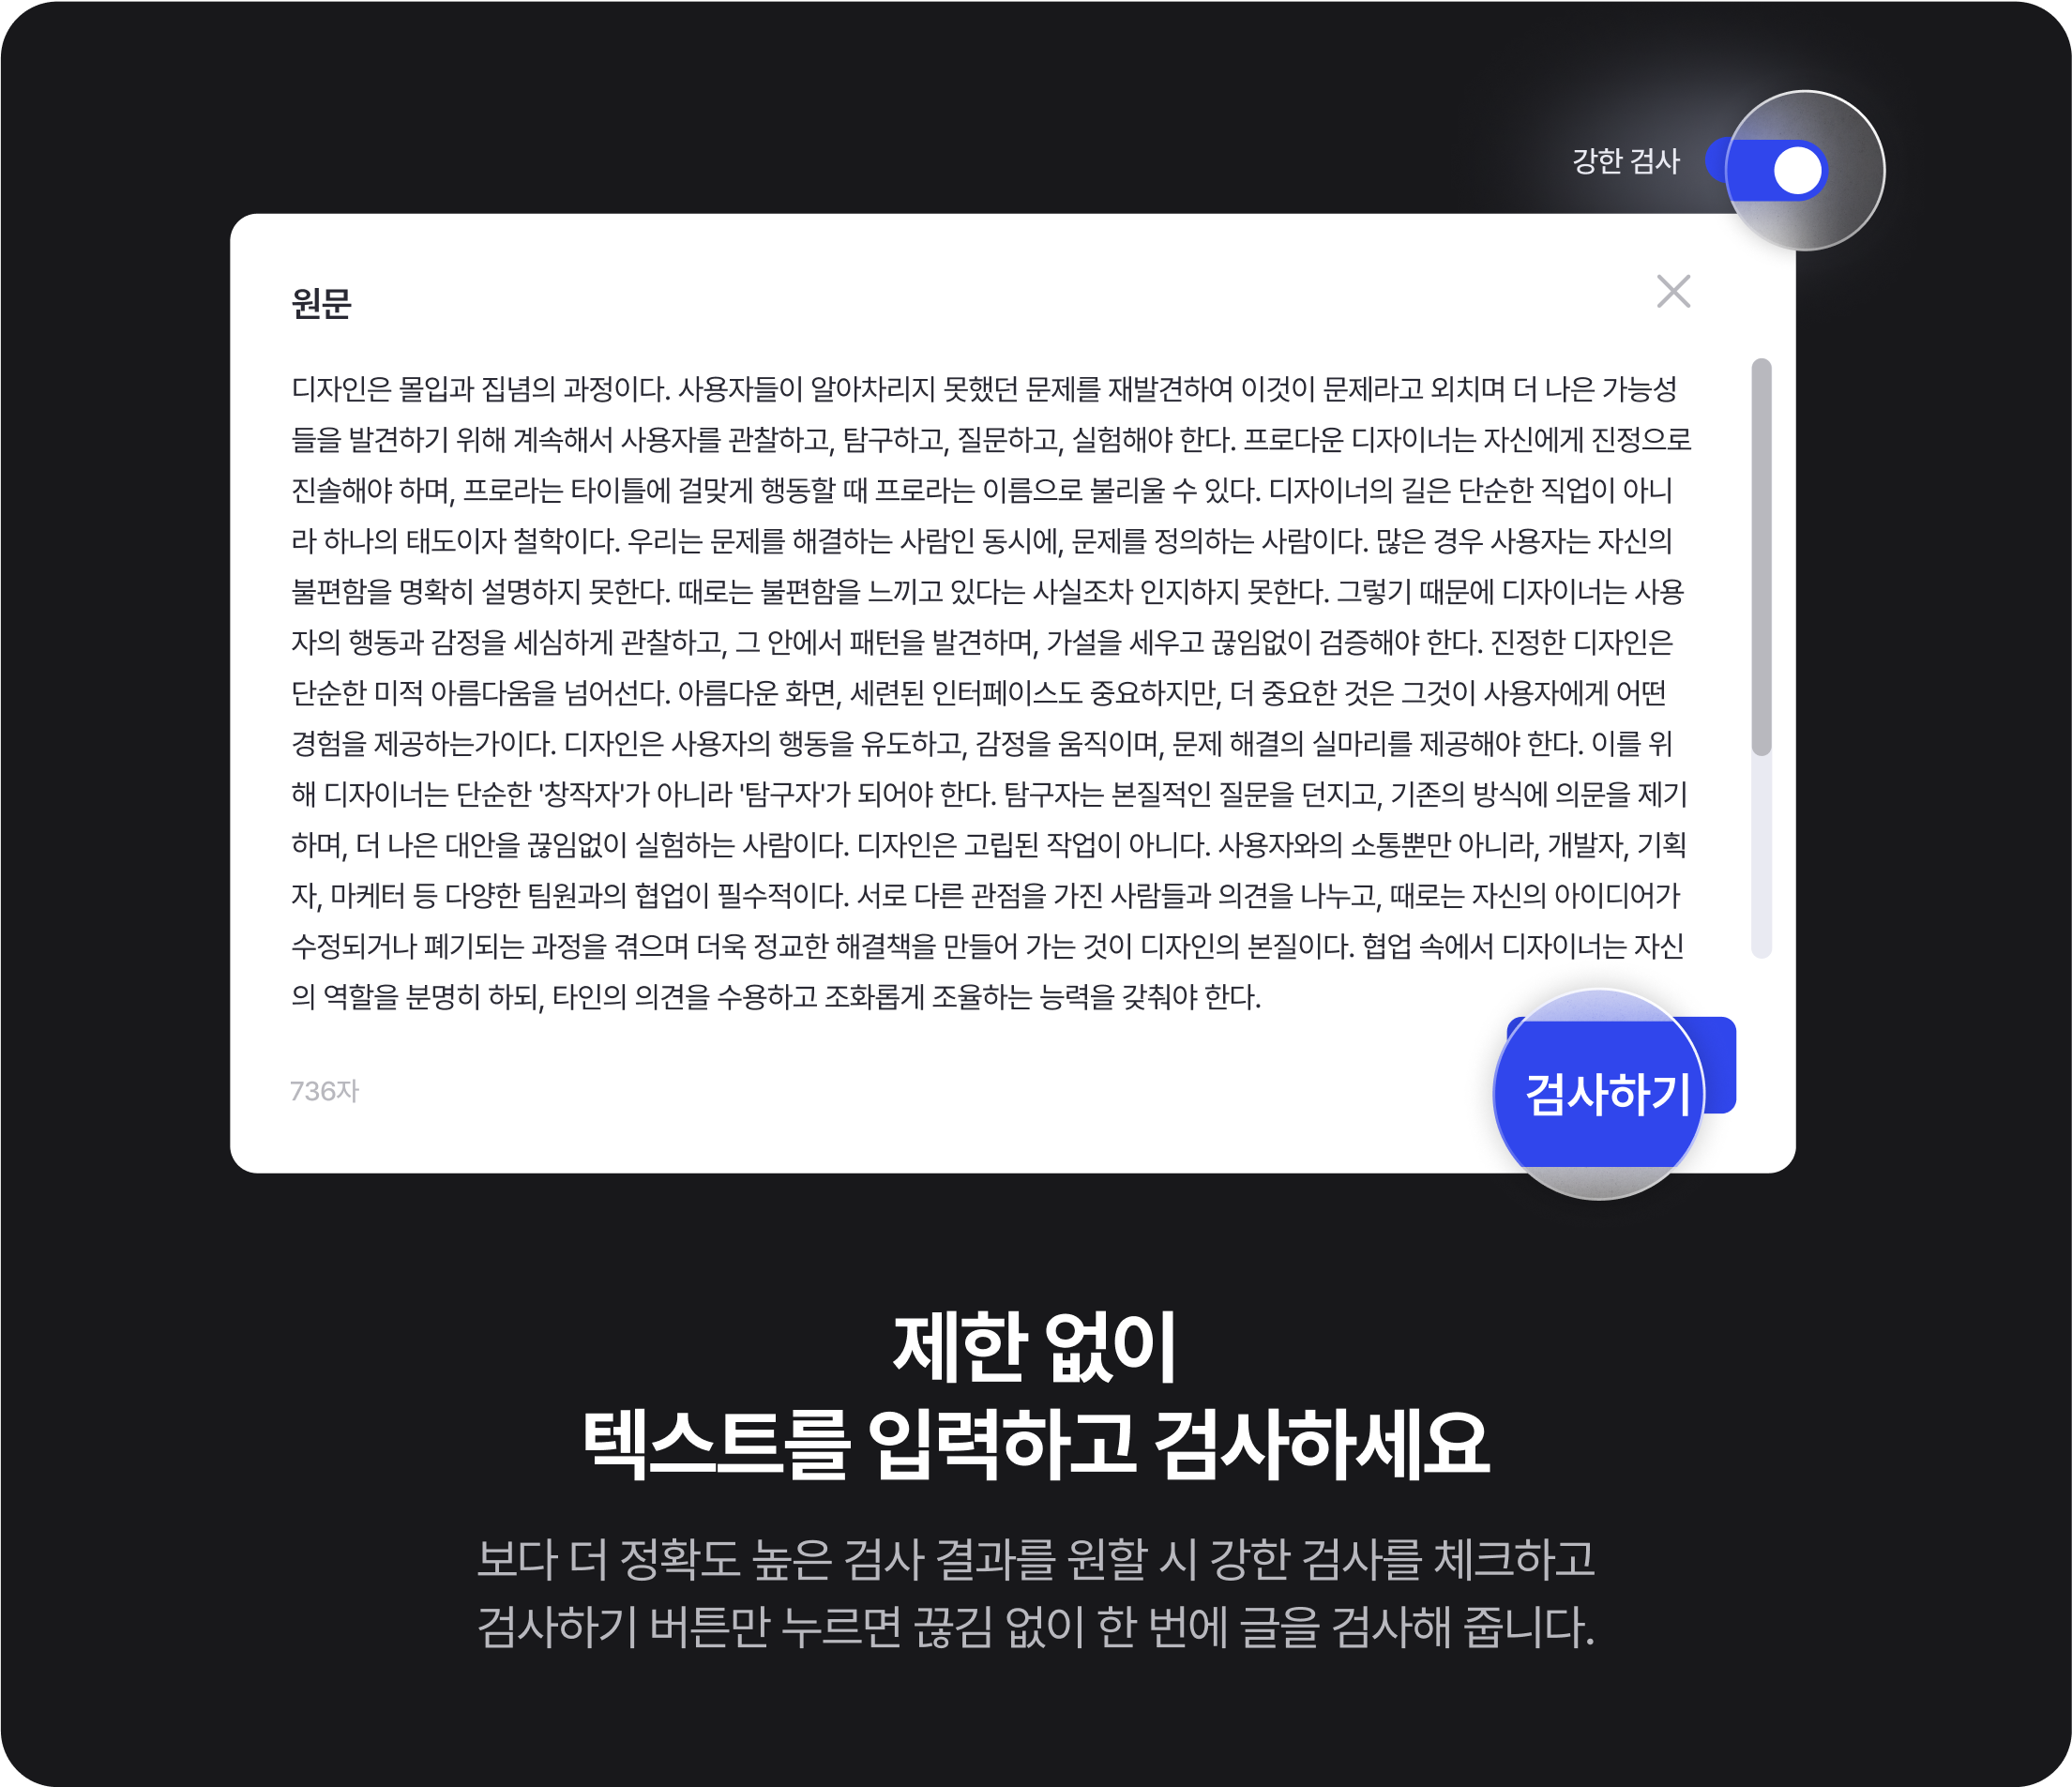 강한 검사
원문
디자인은 몰입과 집념의 과정이다. 사용자들이 알아차리지 못했던 문제를 재발견하여 이것이 문제라고 외치며 더 나은 가능성
들을 발견하기 위해 계속해서 사용자를 관찰하고, 탐구하고, 질문하고, 실험해야 한다. 프로다운 디자이너는 자신에게 진정으로
진솔해야 하며, 프로라는 타이틀에 걸맞게 행동할 때 프로라는 이름으로 불리울 수 있다. 디자이너의 길은 단순한 직업이 아니
라 하나의 태도이자 철학이다. 우리는 문제를 해결하는 사람인 동시에, 문제를 정의하는 사람이다. 많은 경우 사용자는 자신의
불편함을 명확히 설명하지 못한다. 때로는 불편함을 느끼고 있다는 사실조차 인지하지 못한다. 그렇기 때문에 디자이너는 사용
자의 행동과 감정을 세심하게 관찰하고, 그 안에서 패턴을 발견하며, 가설을 세우고 끊임없이 검증해야 한다. 진정한 디자인은
단순한 미적 아름다움을 넘어선다. 아름다운 화면, 세련된 인터페이스도 중요하지만, 더 중요한 것은 그것이 사용자에게 어떤
경험을 제공하는가이다. 디자인은 사용자의 행동을 유도하고, 감정을 움직이며, 문제 해결의 실마리를 제공해야 한다. 이를 위
해 디자이너는 단순한 '창작자'가 아니라 '탐구자'가 되어야 한다. 탐구자는 본질적인 질문을 던지고, 기존의 방식에 의문을 제기
하며, 더 나은 대안을 끊임없이 실험하는 사람이다. 디자인은 고립된 작업이 아니다. 사용자와의 소통뿐만 아니라, 개발자, 기획
자, 마케터 등 다양한 팀원과의 협업이 필수적이다. 서로 다른 관점을 가진 사람들과 의견을 나누고, 때로는 자신의 아이디어가
수정되거나 폐기되는 과정을 겪으며 더욱 정교한 해결책을 만들어 가는 것이 디자인의 본질이다. 협업 속에서 디자이너는 자신
의 역할을 분명히 하되, 타인의 의견을 수용하고 조화롭게 조율하는 능력을 갖춰야 한다.
736자
검사하기
제한 없이
텍스트를 입력하고 검사하세요
보다 더 정확도 높은 검사 결과를 원할 시 강한 검사를 체크하고
검사하기 버튼만 누르면 끊김 없이 한 번에 글을 검사해 줍니다.